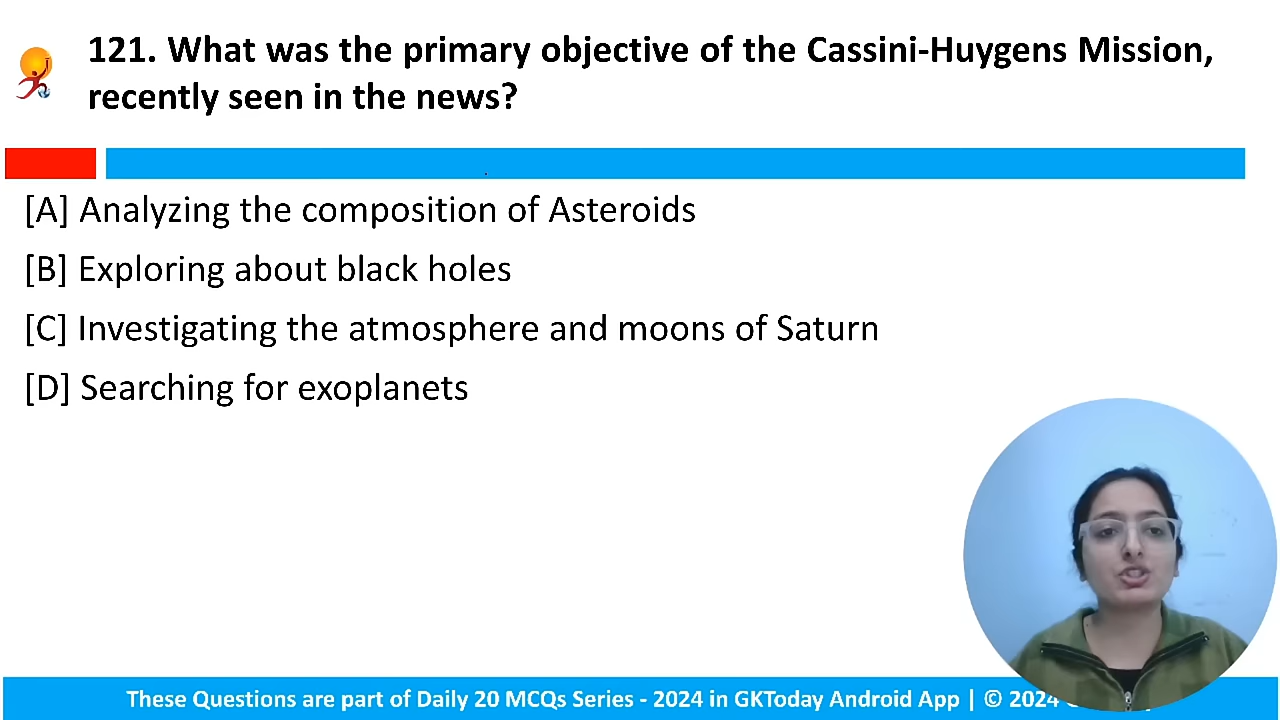 121. What was the primary objective of the Cassini-Huygens Mission,
recently seen in the news?
[A] Analyzing the composition of Asteroids
[B] Exploring about black holes
[C] Investigating the atmosphere and moons of Saturn
[D] Searching for exoplanets
These Questions are part of Daily 20 MCQs Series - 2024 in GKToday Android App | © 2024